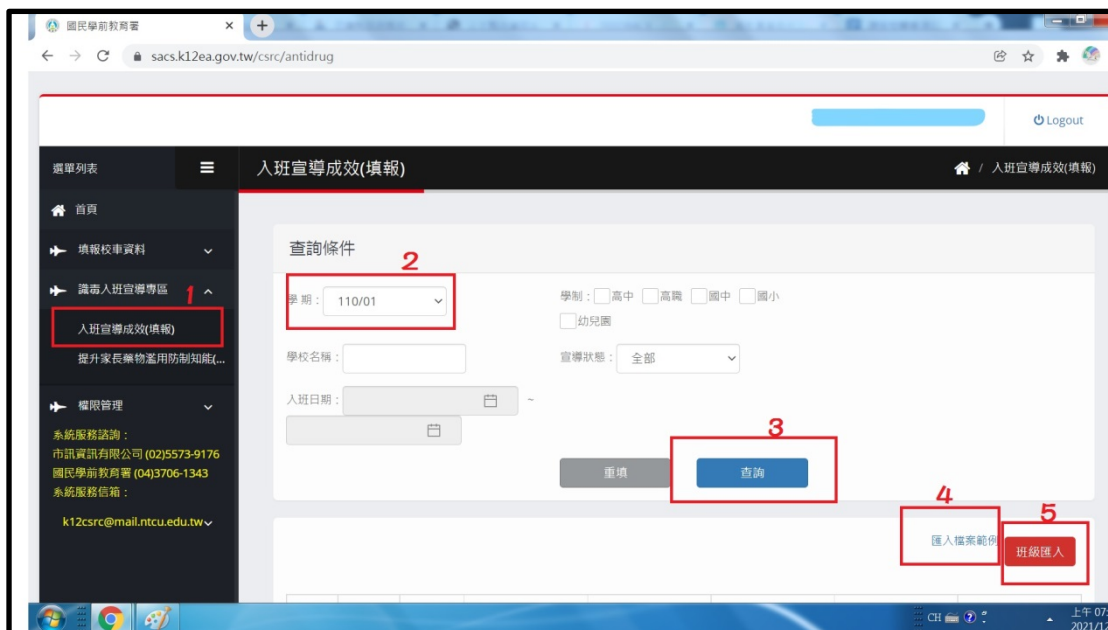 國民學前教育署
sacs.k12ea.gov.tw/csrc/antidrug
Logout
選單列表
入班宣導成效(填報)
/ 入班宣導成效(填報)
首頁
填報校車資料
識毒入班宣導專區
1
入班宣導成效(填報)
提升家長藥物濫用防制知能(...
權限管理
系統服務諮詢：
市訊資訊有限公司 (02)5573-9176
國民學前教育署 (04)3706-1343
系統服務信箱：
k12csrc@mail.ntcu.edu.tw
查詢條件
2
學期： 110/01
學制： 高中 高職 國中 國小
幼兒園
學校名稱：
宣導狀態： 全部
入班日期： ~
3
重填 查詢
4
5
匯入檔案範例
班級匯入
CH
上午 07:
2021/12